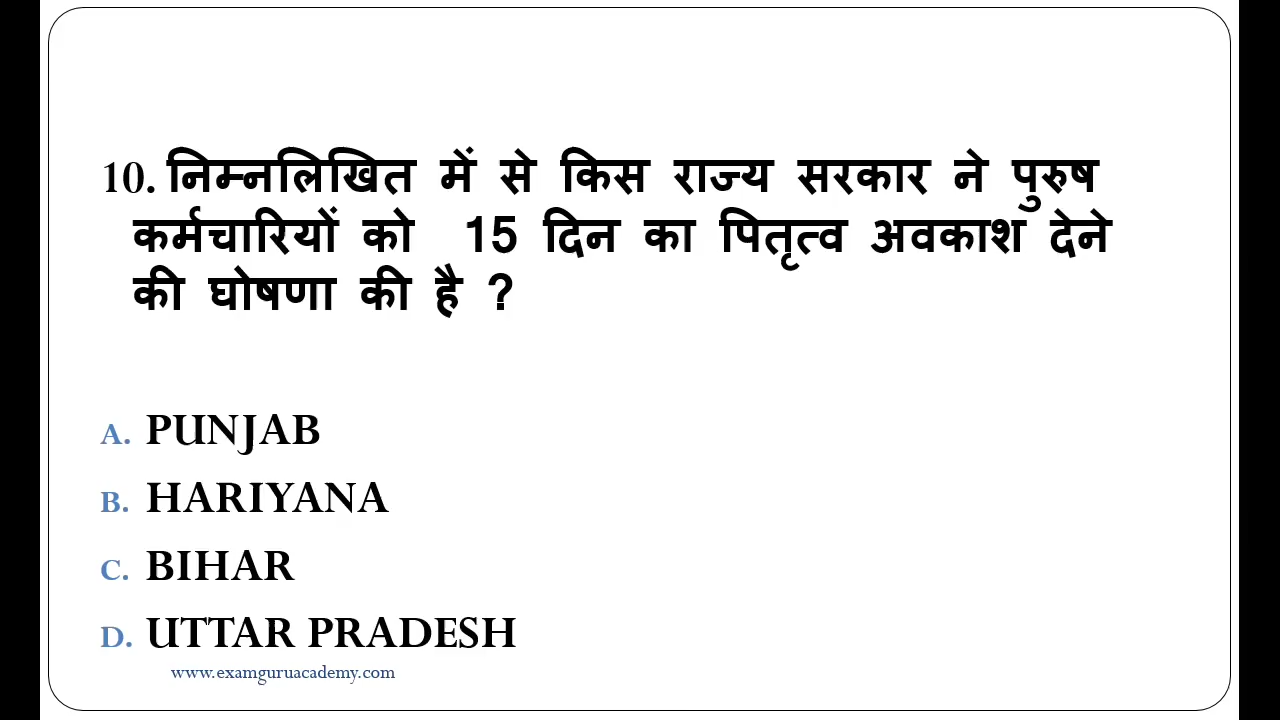 10. निम्नलिखित में से किस राज्य सरकार ने पुरुष
कर्मचारियों को 15 दिन का पितृत्व अवकाश देने
की घोषणा की है ?
A. PUNJAB
B. HARIYANA
C. BIHAR
D. UTTAR PRADESH
www.examguruacademy.com